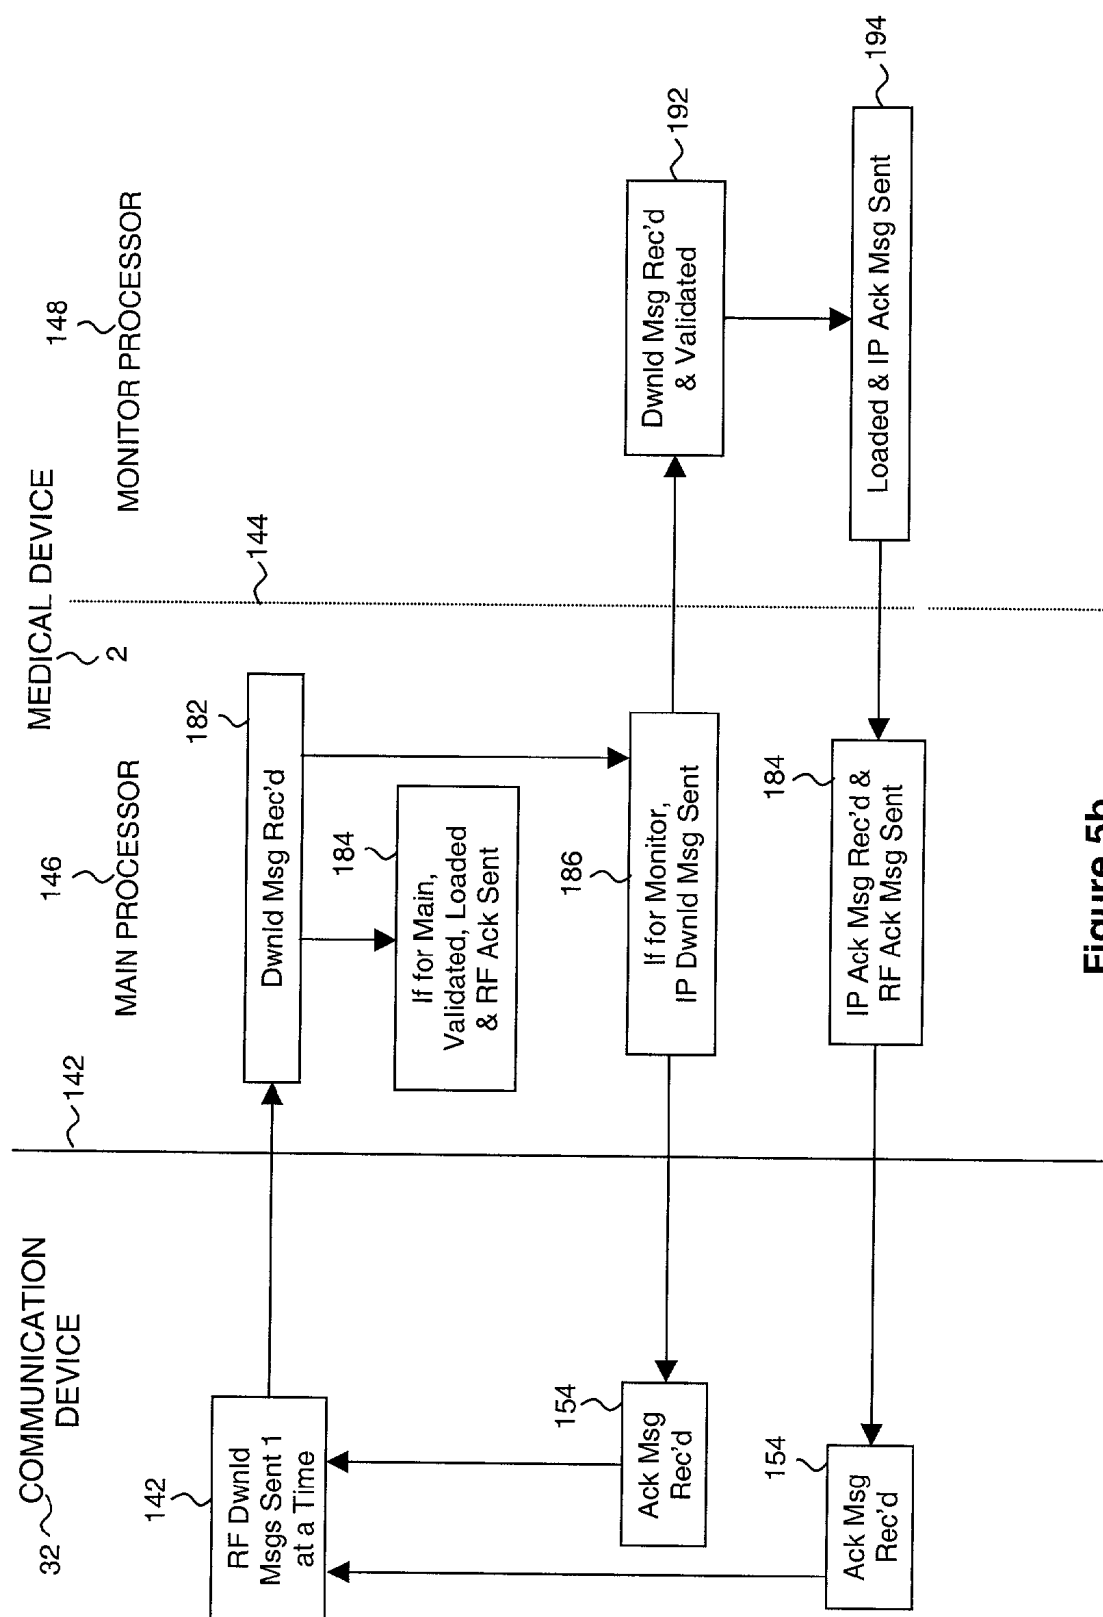 MEDICAL DEVICE
2
COMMUNICATION
DEVICE
32
142
MAIN PROCESSOR
146
144
MONITOR PROCESSOR
148
142
RF Dwnld
Msgs Sent 1
at a Time
182
Dwnld Msg Rec'd
184
If for Main,
Validated, Loaded
& RF Ack Sent
154
Ack Msg
Rec'd
186
If for Monitor,
IP Dwnld Msg Sent
192
Dwnld Msg Rec'd
& Validated
154
Ack Msg
Rec'd
184
IP Ack Msg Rec'd &
RF Ack Msg Sent
194
Loaded & IP Ack Msg Sent
Figure 5b